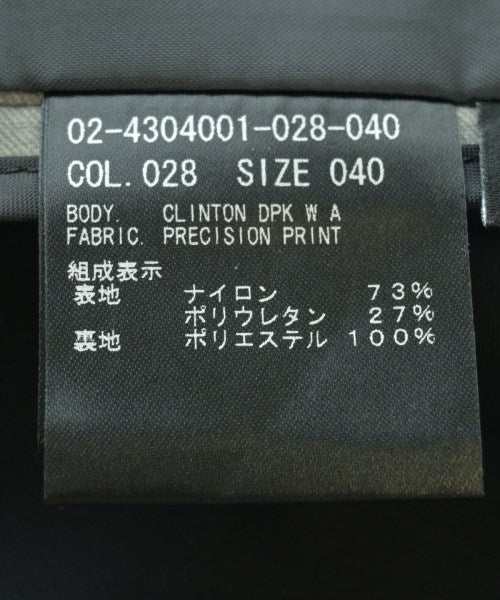 02-4304001-028-040
COL. 028 SIZE 040
BODY. CLINTON DPK W A
FABRIC. PRECISION PRINT
組成表示
表地 ナイロン 73%
ポリウレタン 27%
裏地 ポリエステル 100%